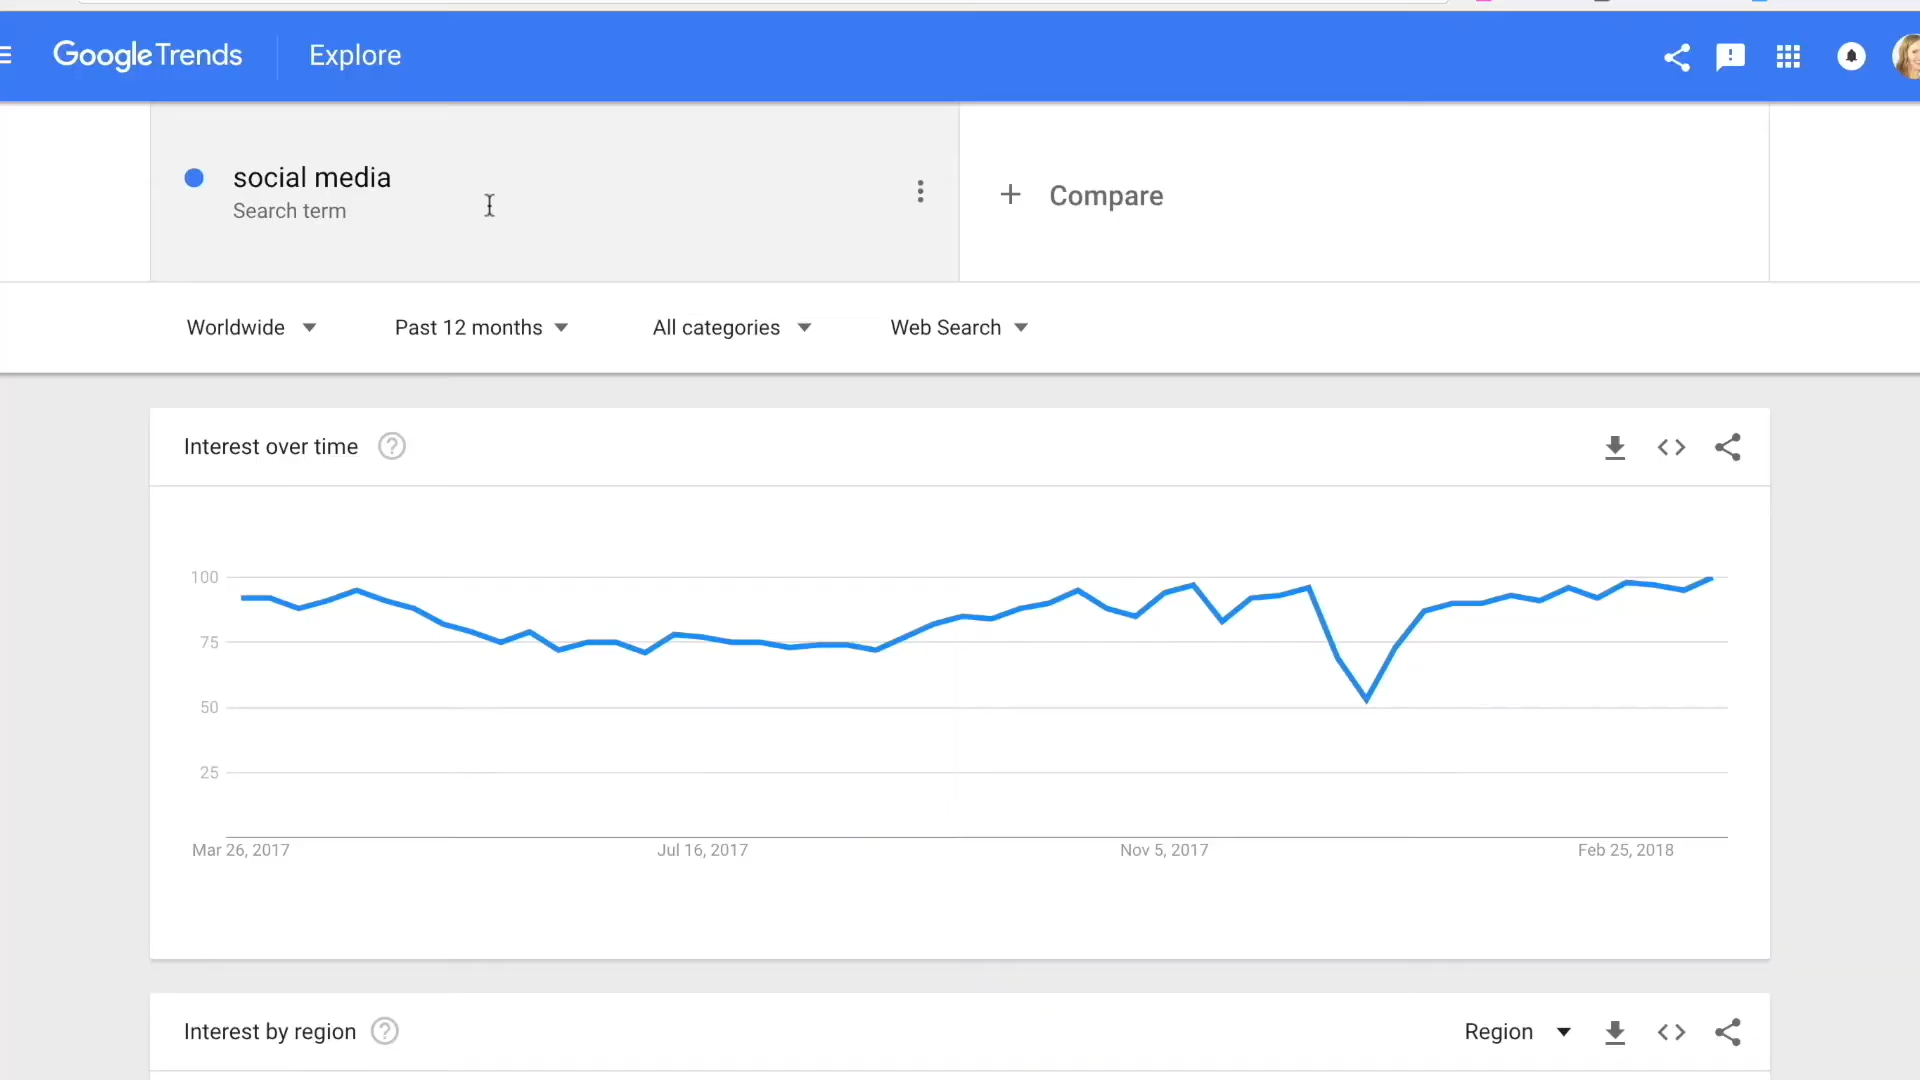 Google Trends Explore
social media
Search term
+ Compare
Worldwide Past 12 months All categories Web Search
Interest over time ?
100
75
50
25
Mar 26, 2017 Jul 16, 2017 Nov 5, 2017 Feb 25, 2018
Interest by region ? Region